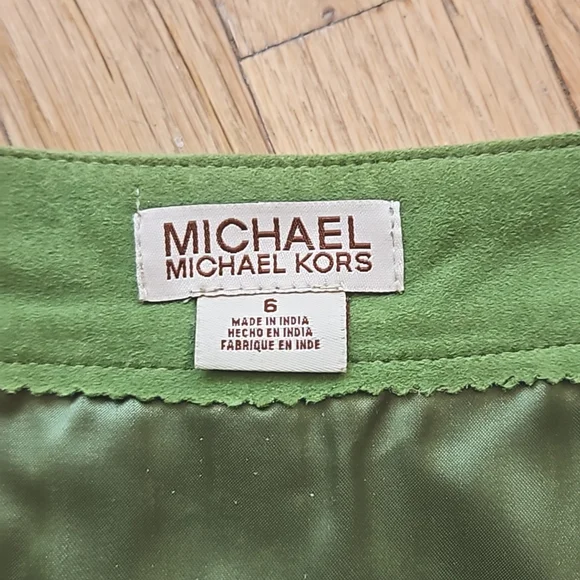 MICHAEL
MICHAEL KORS
6
MADE IN INDIA
HECHO EN INDIA
FABRIQUE EN INDE